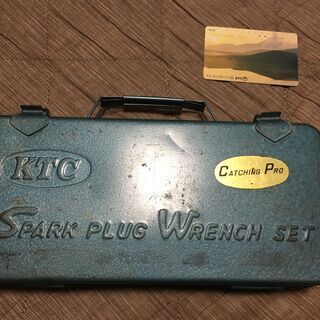 KTC
CATCHING PRO
SPARK PLUG WRENCH SET